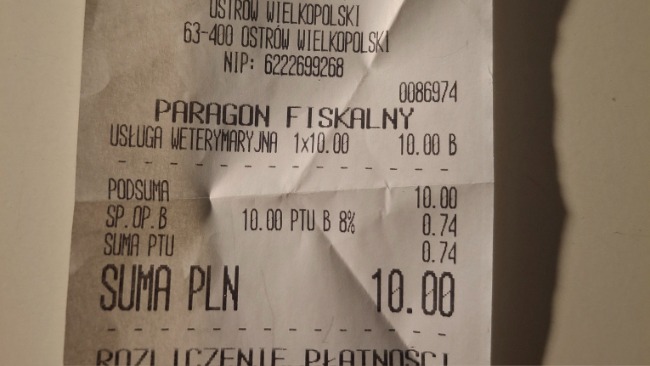 OSTRÓW WIELKOPOLSKI
63-400 OSTRÓW WIELKOPOLSKI
NIP: 6222699268
0086974
PARAGON FISKALNY
USŁUGA WETERYMARYJNA 1x10.00 10.00 B
PODSUMA 10.00
SP.OP.B 10.00 PTU B 8% 0.74
SUMA PTU 0.74
SUMA PLN 10.00
ROZLICZENIE PŁATNOŚCI